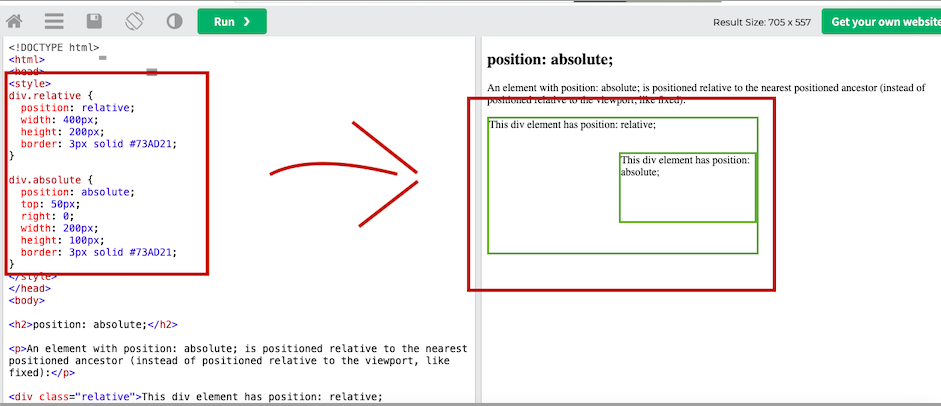 Run ❯
Result Size: 705 x 557
Get your own website
<!DOCTYPE html>
<html>
<head>
<style>
div.relative {
  position: relative;
  width: 400px;
  height: 200px;
  border: 3px solid #73AD21;
}

div.absolute {
  position: absolute;
  top: 50px;
  right: 0;
  width: 200px;
  height: 100px;
  border: 3px solid #73AD21;
}
</style>
</head>
<body>

<h2>position: absolute;</h2>

<p>An element with position: absolute; is positioned relative to the nearest
positioned ancestor (instead of positioned relative to the viewport, like
fixed):</p>

<div class="relative">This div element has position: relative;
position: absolute;
An element with position: absolute; is positioned relative to the nearest positioned ancestor (instead of
positioned relative to the viewport, like fixed):
This div element has position: relative;
This div element has position:
absolute;